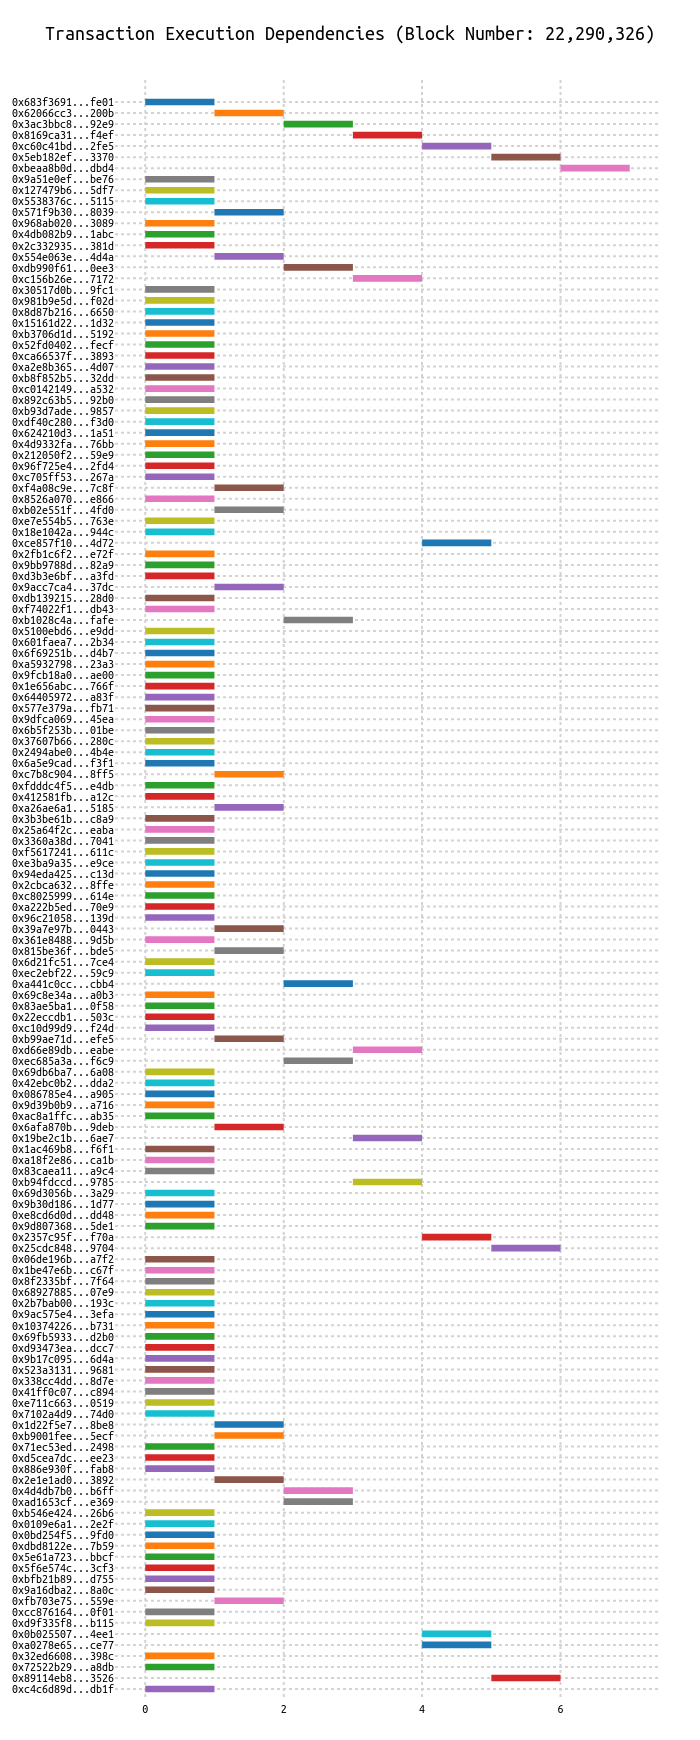 Transaction Execution Dependencies (Block Number: 22,290,326)
0x683f3691...fe01
0x62066cc3...200b
0x3ac3bbc8...92e9
0x8169ca31...f4ef
0xc60c41bd...2fe5
0x5eb182ef...3370
0xbeaa8b0d...dbd4
0x9a51e0ef...be76
0x127479b6...5df7
0x5538376c...5115
0x571f9b30...8039
0x968ab020...3089
0x4db082b9...1abc
0x2c332935...381d
0x554e063e...4d4a
0xdb990f61...0ee3
0xc156b26e...7172
0x30517d0b...9fc1
0x981b9e5d...f02d
0x8d87b216...6650
0x15161d22...1d32
0xb3706d1d...5192
0x52fd0402...fecf
0xca66537f...3893
0xa2e8b365...4d07
0xb8f852b5...32dd
0xc0142149...a532
0x892c63b5...92b0
0xb93d7ade...9857
0xdf40c280...f3d0
0x624210d3...1a51
0x4d9332fa...76bb
0x212050f2...59e9
0x96f725e4...2fd4
0xc705ff53...267a
0xf4a08c9e...7c8f
0x8526a070...e866
0xb02e551f...4fd0
0xe7e554b5...763e
0x18e1042a...944c
0xce857f10...4d72
0x2fb1c6f2...e72f
0x9bb9788d...82a9
0xd3b3e6bf...a3fd
0x9acc7ca4...37dc
0xdb139215...28d0
0xf74022f1...db43
0xb1028c4a...fafe
0x5100ebd6...e9dd
0x601faea7...2b34
0x6f69251b...d4b7
0xa5932798...23a3
0x9fcb18a0...ae00
0x1e656abc...766f
0x64405972...a83f
0x577e379a...fb71
0x9dfca069...45ea
0x6b5f253b...01be
0x37607b66...280c
0x2494abe0...4b4e
0x6a5e9cad...f3f1
0xc7b8c904...8ff5
0xfdddc4f5...e4db
0x412581fb...a12c
0xa26ae6a1...5185
0x3b3be61b...c8a9
0x25a64f2c...eaba
0x3360a38d...7041
0xf5617241...611c
0xe3ba9a35...e9ce
0x94eda425...c13d
0x2cbca632...8ffe
0xc8025999...614e
0xa222b5ed...70e9
0x96c21058...139d
0x39a7e97b...0443
0x361e8488...9d5b
0x815be36f...bde5
0x6d21fc51...7ce4
0xec2ebf22...59c9
0xa441c0cc...cbb4
0x69c8e34a...a0b3
0x83ae5ba1...0f58
0x22eccdb1...503c
0xc10d99d9...f24d
0xb99ae71d...efe5
0xd66e89db...eabe
0xec685a3a...f6c9
0x69db6ba7...6a08
0x42ebc0b2...dda2
0x086785e4...a905
0x9d39b0b9...a716
0xac8a1ffc...ab35
0x6afa870b...9deb
0x19be2c1b...6ae7
0x1ac469b8...f6f1
0xa18f2e86...ca1b
0x83caea11...a9c4
0xb94fdccd...9785
0x69d3056b...3a29
0x9b30d186...1d77
0xe8cd6d0d...dd48
0x9d807368...5de1
0x2357c95f...f70a
0x25cdc848...9704
0x06de196b...a7f2
0x1be47e6b...c67f
0x8f2335bf...7f64
0x68927885...07e9
0x2b7bab00...193c
0x9ac575e4...3efa
0x10374226...b731
0x69fb5933...d2b0
0xd93473ea...dcc7
0x9b17c095...6d4a
0x523a3131...9681
0x338cc4dd...8d7e
0x41ff0c07...c894
0xe711c663...0519
0x7102a4d9...74d0
0x1d22f5e7...8be8
0xb9001fee...5ecf
0x71ec53ed...2498
0xd5cea7dc...ee23
0x886e930f...fab8
0x2e1e1ad0...3892
0x4d4db7b0...b6ff
0xad1653cf...e369
0xb546e424...26b6
0x0109e6a1...2e2f
0x0bd254f5...9fd0
0xdbd8122e...7b59
0x5e61a723...bbcf
0x5f6e574c...3cf3
0xbfb21b89...d755
0x9a16dba2...8a0c
0xfb703e75...559e
0xcc876164...0f01
0xd9f335f8...b115
0x0b025507...4ee1
0xa0278e65...ce77
0x32ed6608...398c
0x72522b29...a8db
0x89114eb8...3526
0xc4c6d89d...db1f
0 2 4 6